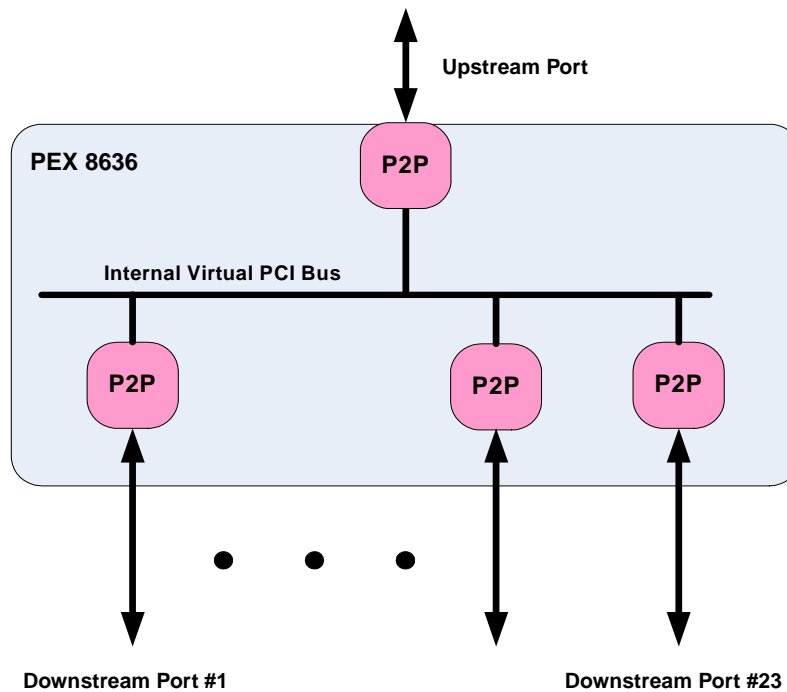 Upstream Port
PEX 8636
P2P
Internal Virtual PCI Bus
P2P
P2P
P2P
Downstream Port #1
Downstream Port #23